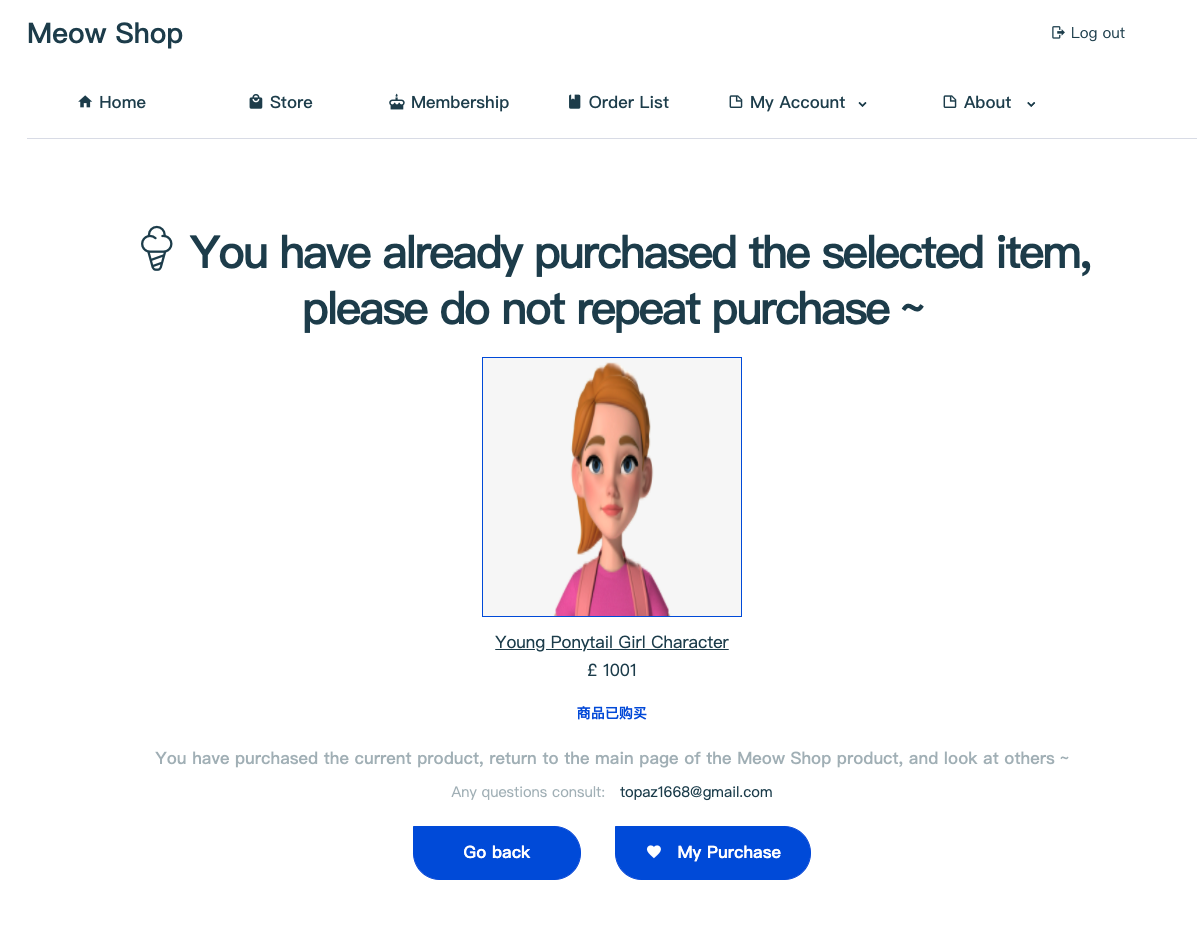 Meow Shop
Log out
Home
Store
Membership
Order List
My Account
About
You have already purchased the selected item,
please do not repeat purchase ~
Young Ponytail Girl Character
£ 1001
商品已购买
You have purchased the current product, return to the main page of the Meow Shop product, and look at others ~
Any questions consult: topaz1668@gmail.com
Go back
My Purchase